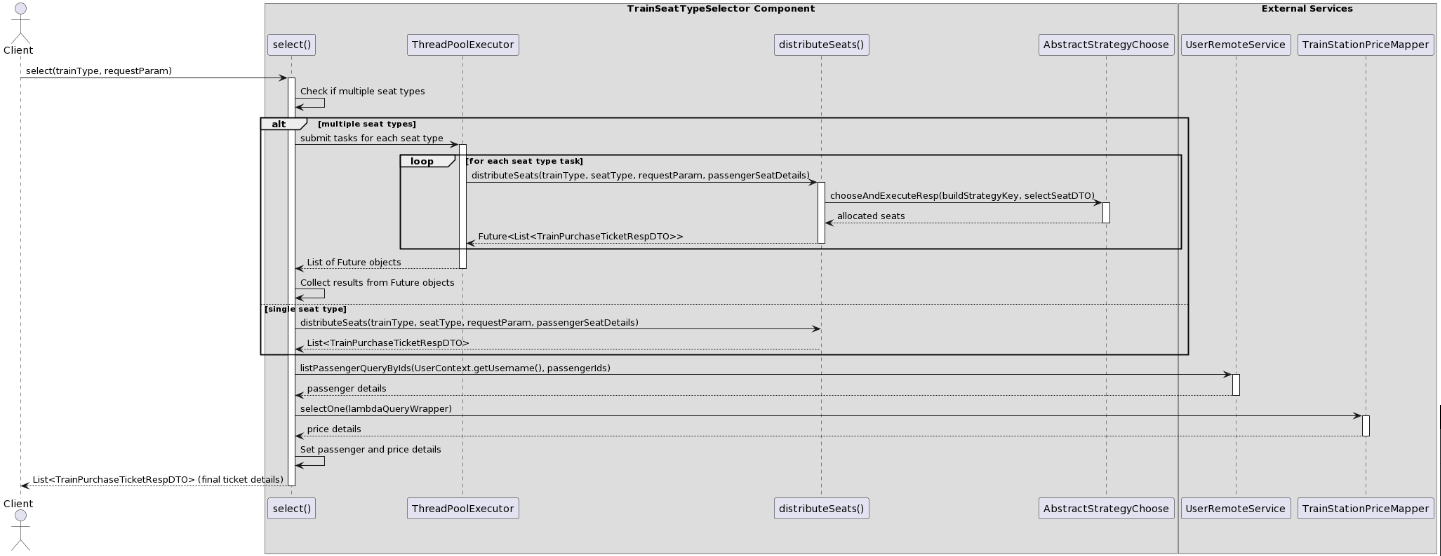 TrainSeatTypeSelector Component
External Services
Client
select()
ThreadPoolExecutor
distributeSeats()
AbstractStrategyChoose
UserRemoteService
TrainStationPriceMapper
select(trainType, requestParam)
Check if multiple seat types
alt
[multiple seat types]
submit tasks for each seat type
loop
[for each seat type task]
distributeSeats(trainType, seatType, requestParam, passengerSeatDetails)
chooseAndExecuteResp(buildStrategyKey, selectSeatDTO)
allocated seats
Future<List<TrainPurchaseTicketRespDTO>>
List of Future objects
Collect results from Future objects
[single seat type]
distributeSeats(trainType, seatType, requestParam, passengerSeatDetails)
List<TrainPurchaseTicketRespDTO>
listPassengerQueryByIds(UserContext.getUsername(), passengerIds)
passenger details
selectOne(lambdaQueryWrapper)
price details
Set passenger and price details
List<TrainPurchaseTicketRespDTO> (final ticket details)
Client
select()
ThreadPoolExecutor
distributeSeats()
AbstractStrategyChoose
UserRemoteService
TrainStationPriceMapper